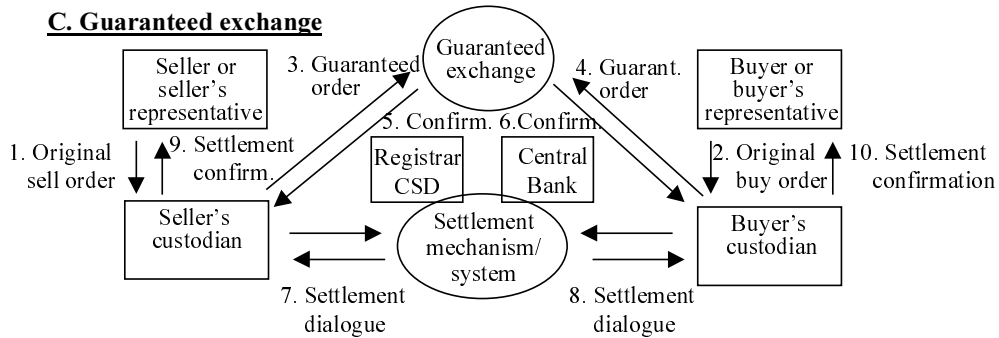 C. Guaranteed exchange
Seller or
seller's
representative
3. Guaranteed
order
Guaranteed
exchange
4. Guarant.
order
Buyer or
buyer's
representative
1. Original
sell order
9. Settlement
confirm.
5. Confirm.
6.Confirm.
Registrar
CSD
Central
Bank
2. Original
buy order
10. Settlement
confirmation
Seller's
custodian
Settlement
mechanism/
system
Buyer's
custodian
7. Settlement
dialogue
8. Settlement
dialogue